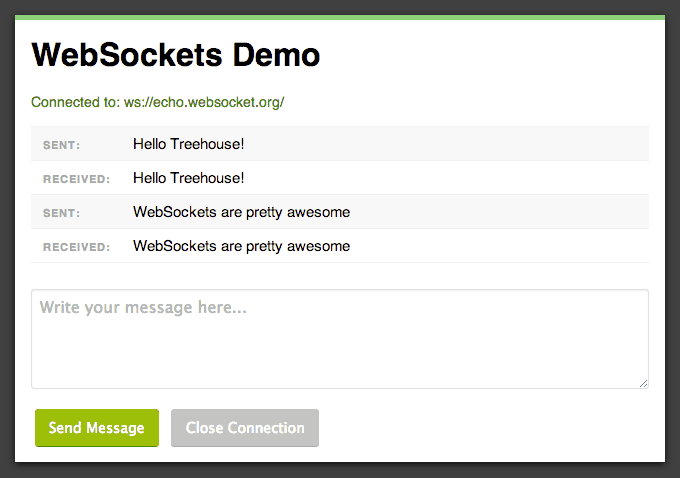 WebSockets Demo
Connected to: ws://echo.websocket.org/
SENT: Hello Treehouse!
RECEIVED: Hello Treehouse!
SENT: WebSockets are pretty awesome
RECEIVED: WebSockets are pretty awesome
Write your message here...
Send Message Close Connection